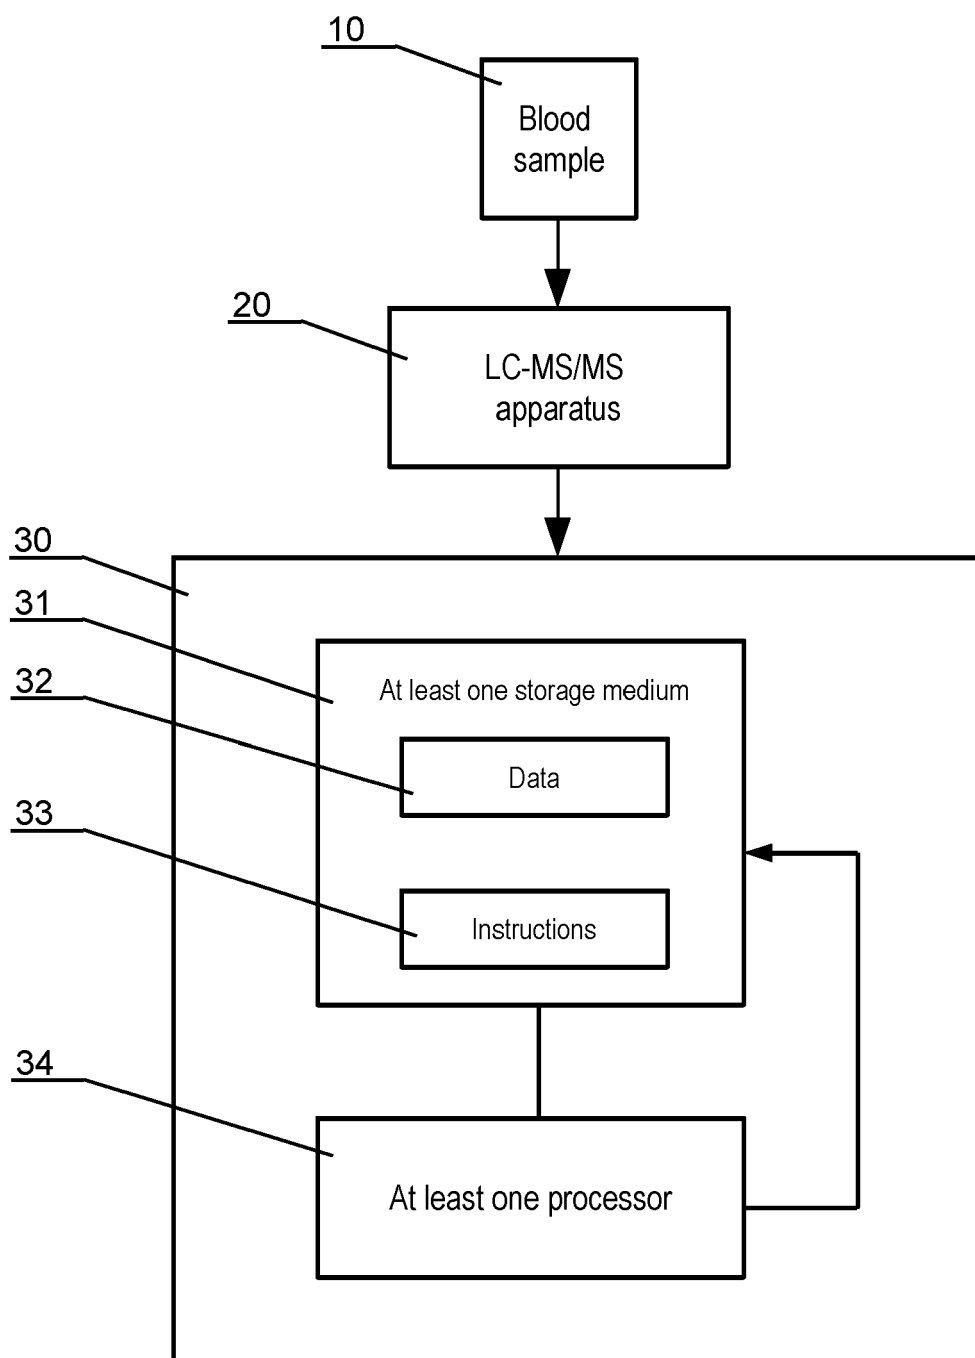 10
Blood
sample
20
LC-MS/MS
apparatus
30
31
At least one storage medium
32
Data
33
Instructions
34
At least one processor